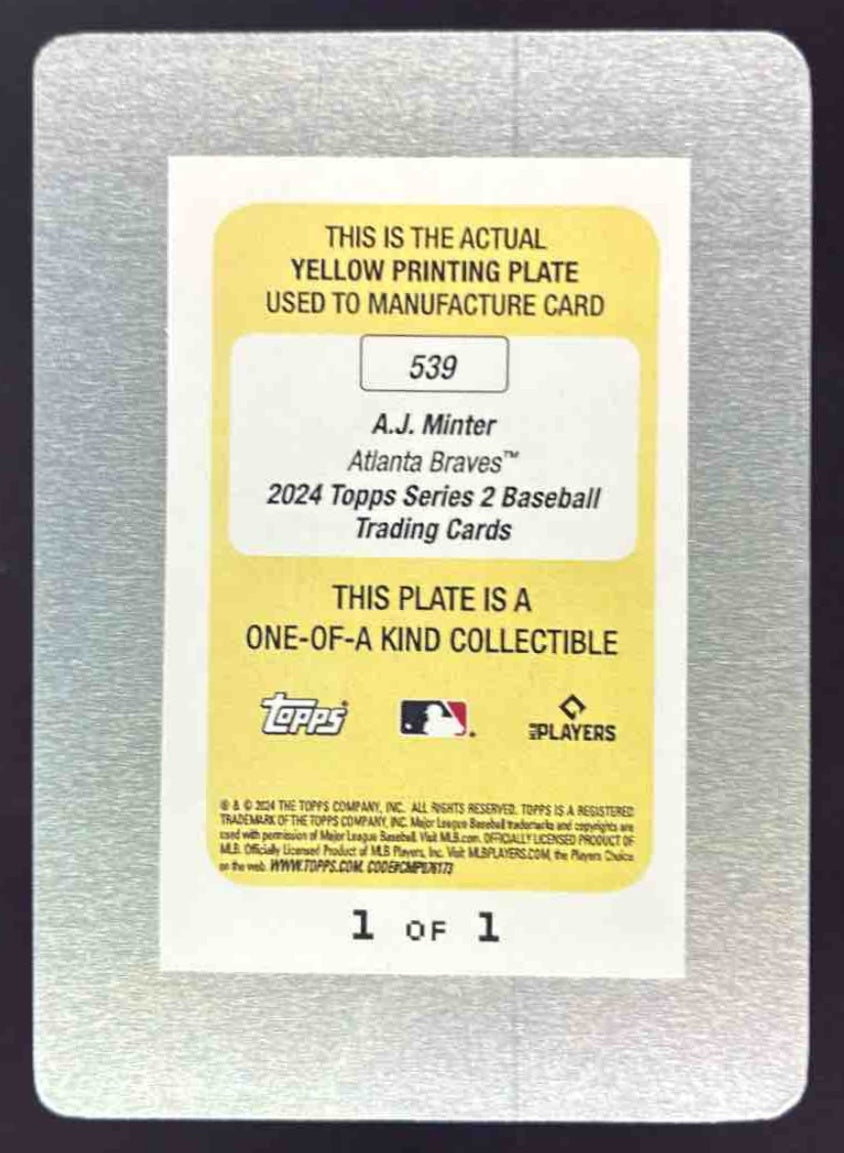 THIS IS THE ACTUAL
YELLOW PRINTING PLATE
USED TO MANUFACTURE CARD
539
A.J. Minter
Atlanta Braves™
2024 Topps Series 2 Baseball
Trading Cards
THIS PLATE IS A
ONE-OF-A KIND COLLECTIBLE
topps
MLB PLAYERS
® & © 2024 THE TOPPS COMPANY, INC. ALL RIGHTS RESERVED. TOPPS IS A REGISTERED
TRADEMARK OF THE TOPPS COMPANY, INC. Major League Baseball trademarks and copyrights are
used with permission of Major League Baseball. Visit MLB.com. OFFICIALLY LICENSED PRODUCT OF
MLB. Officially Licensed Product of MLB Players, Inc. Visit MLBPLAYERS.COM, the Players Choice
on the web. WWW.TOPPS.COM. CODE#CMP076173
1 OF 1